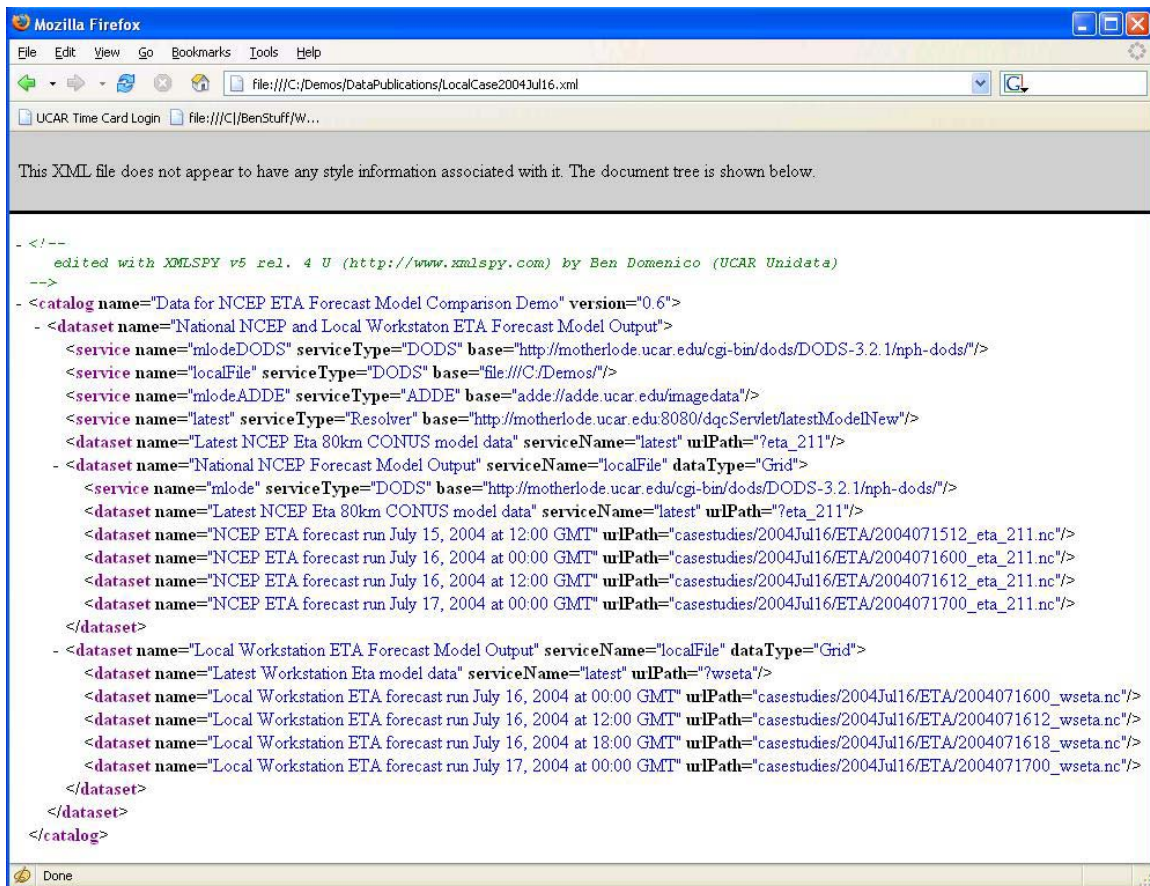 Mozilla Firefox
File Edit View Go Bookmarks Tools Help
file:///C:/Demos/DataPublications/LocalCase2004Jul16.xml G
UCAR Time Card Login file:///C|/BenStuff/W...
This XML file does not appear to have any style information associated with it. The document tree is shown below.
- <!--
edited with XMLSPY v5 rel. 4 U (http://www.xmlspy.com) by Ben Domenico (UCAR Unidata)
-->
- <catalog name="Data for NCEP ETA Forecast Model Comparison Demo" version="0.6">
- <dataset name="National NCEP and Local Workstaton ETA Forecast Model Output">
<service name="mlodeDODS" serviceType="DODS" base="http://motherlode.ucar.edu/cgi-bin/dods/DODS-3.2.1/nph-dods/"/>
<service name="localFile" serviceType="DODS" base="file:///C:/Demos/"/>
<service name="mlodeADDE" serviceType="ADDE" base="adde://adde.ucar.edu/imagedata"/>
<service name="latest" serviceType="Resolver" base="http://motherlode.ucar.edu:8080/dqcServlet/latestModelNew"/>
<dataset name="Latest NCEP Eta 80km CONUS model data" serviceName="latest" urlPath="?eta_211"/>
- <dataset name="National NCEP Forecast Model Output" serviceName="localFile" dataType="Grid">
<service name="mlode" serviceType="DODS" base="http://motherlode.ucar.edu/cgi-bin/dods/DODS-3.2.1/nph-dods/"/>
<dataset name="Latest NCEP Eta 80km CONUS model data" serviceName="latest" urlPath="?eta_211"/>
<dataset name="NCEP ETA forecast run July 15, 2004 at 12:00 GMT" urlPath="casestudies/2004Jul16/ETA/2004071512_eta_211.nc"/>
<dataset name="NCEP ETA forecast run July 16, 2004 at 00:00 GMT" urlPath="casestudies/2004Jul16/ETA/2004071600_eta_211.nc"/>
<dataset name="NCEP ETA forecast run July 16, 2004 at 12:00 GMT" urlPath="casestudies/2004Jul16/ETA/2004071612_eta_211.nc"/>
<dataset name="NCEP ETA forecast run July 17, 2004 at 00:00 GMT" urlPath="casestudies/2004Jul16/ETA/2004071700_eta_211.nc"/>
</dataset>
- <dataset name="Local Workstation ETA Forecast Model Output" serviceName="localFile" dataType="Grid">
<dataset name="Latest Workstation Eta model data" serviceName="latest" urlPath="?wseta"/>
<dataset name="Local Workstation ETA forecast run July 16, 2004 at 00:00 GMT" urlPath="casestudies/2004Jul16/ETA/2004071600_wseta.nc"/>
<dataset name="Local Workstation ETA forecast run July 16, 2004 at 12:00 GMT" urlPath="casestudies/2004Jul16/ETA/2004071612_wseta.nc"/>
<dataset name="Local Workstation ETA forecast run July 16, 2004 at 18:00 GMT" urlPath="casestudies/2004Jul16/ETA/2004071618_wseta.nc"/>
<dataset name="Local Workstation ETA forecast run July 17, 2004 at 00:00 GMT" urlPath="casestudies/2004Jul16/ETA/2004071700_wseta.nc"/>
</dataset>
</dataset>
</catalog>
Done